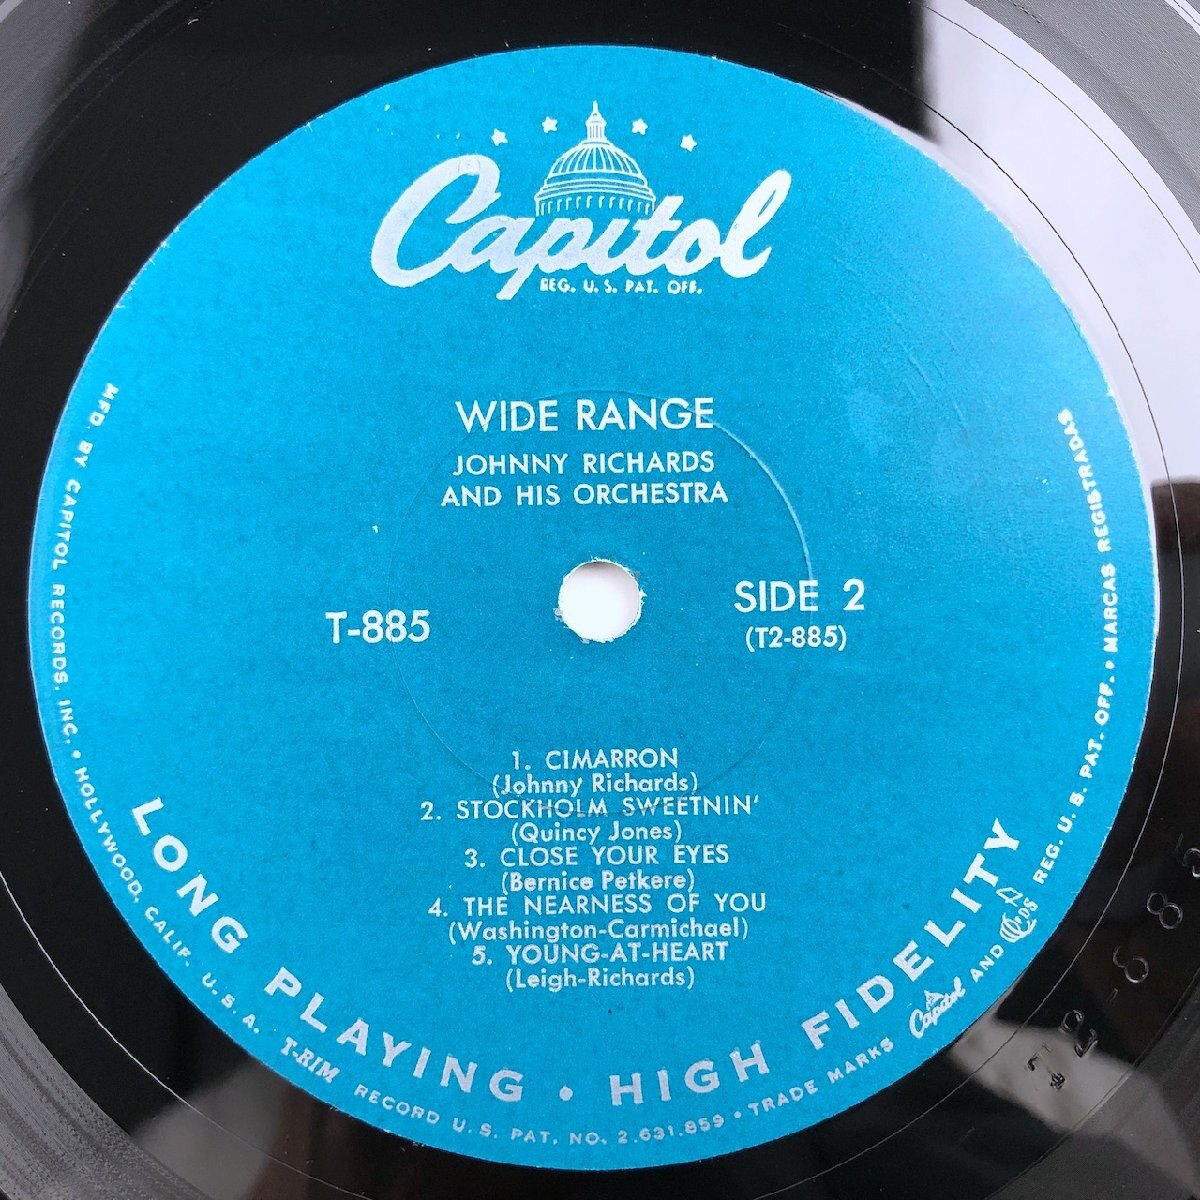 Capitol
REG. U. S. PAT. OFF.
WIDE RANGE
JOHNNY RICHARDS
AND HIS ORCHESTRA
T-885
SIDE 2
(T2-885)
1. CIMARRON
(Johnny Richards)
2. STOCKHOLM SWEETNIN'
(Quincy Jones)
3. CLOSE YOUR EYES
(Bernice Petkere)
4. THE NEARNESS OF YOU
(Washington-Carmichael)
5. YOUNG-AT-HEART
(Leigh-Richards)
LONG PLAYING • HIGH FIDELITY
MFD. BY CAPITOL RECORDS, INC. • HOLLYWOOD, CALIF. U. S. A. T-RIM RECORD U. S. PAT. NO. 2,631,859 • TRADE MARKS Capitol AND REG. U. S. PAT. OFF. • MARCAS REGISTRADAS
T2-885